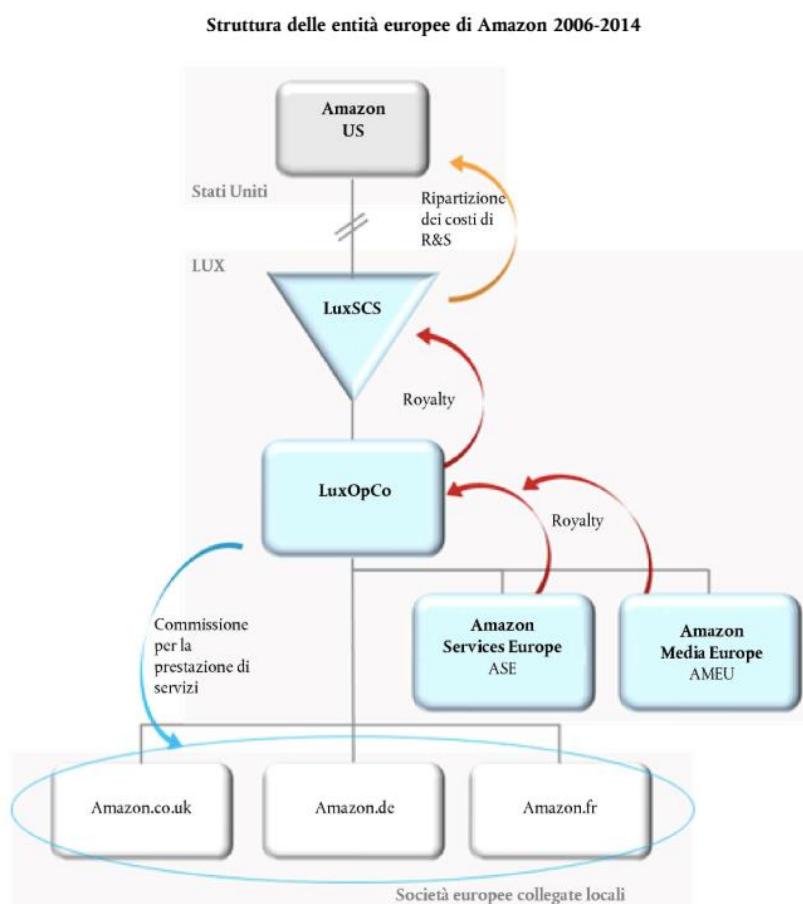 Struttura delle entità europee di Amazon 2006-2014
Amazon
US
Stati Uniti
Ripartizione
dei costi di
R&S
LUX
LuxSCS
Royalty
LuxOpCo
Royalty
Commissione
per la
prestazione di
servizi
Amazon
Services Europe
ASE
Amazon
Media Europe
AMEU
Amazon.co.uk
Amazon.de
Amazon.fr
Società europee collegate locali